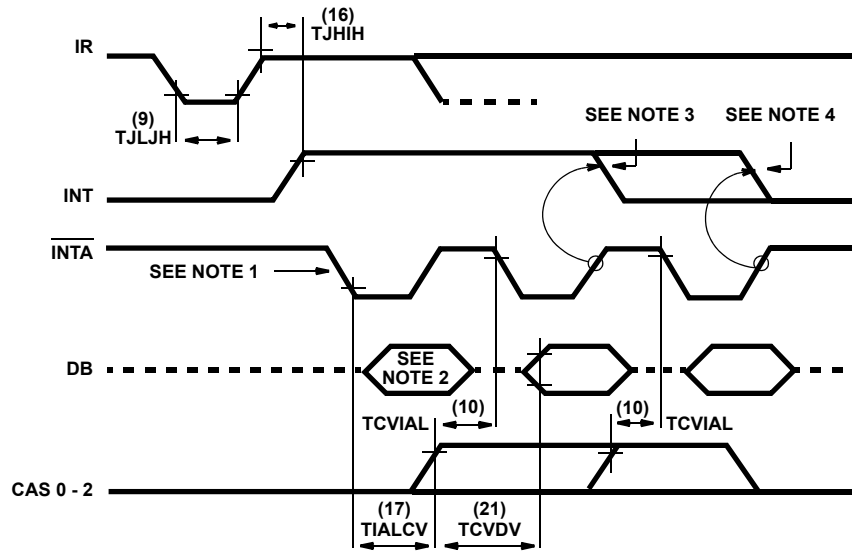 (16)
TJHIH
IR
(9)
TJLJH
SEE NOTE 3
SEE NOTE 4
INT
INTA
SEE NOTE 1
DB
SEE
NOTE 2
TCVIAL
(10)
(10)
TCVIAL
CAS 0 - 2
(17)
TIALCV
(21)
TCVDV